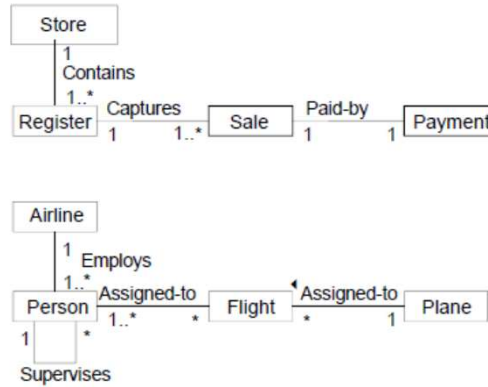 Store
1
Contains
1..*
Register
Captures
1
1..*
Sale
Paid-by
1
1
Payment
Airline
1
Employs
1..*
Person
Assigned-to
1..*
*
Flight
Assigned-to
*
1
Plane
1
*
Supervises